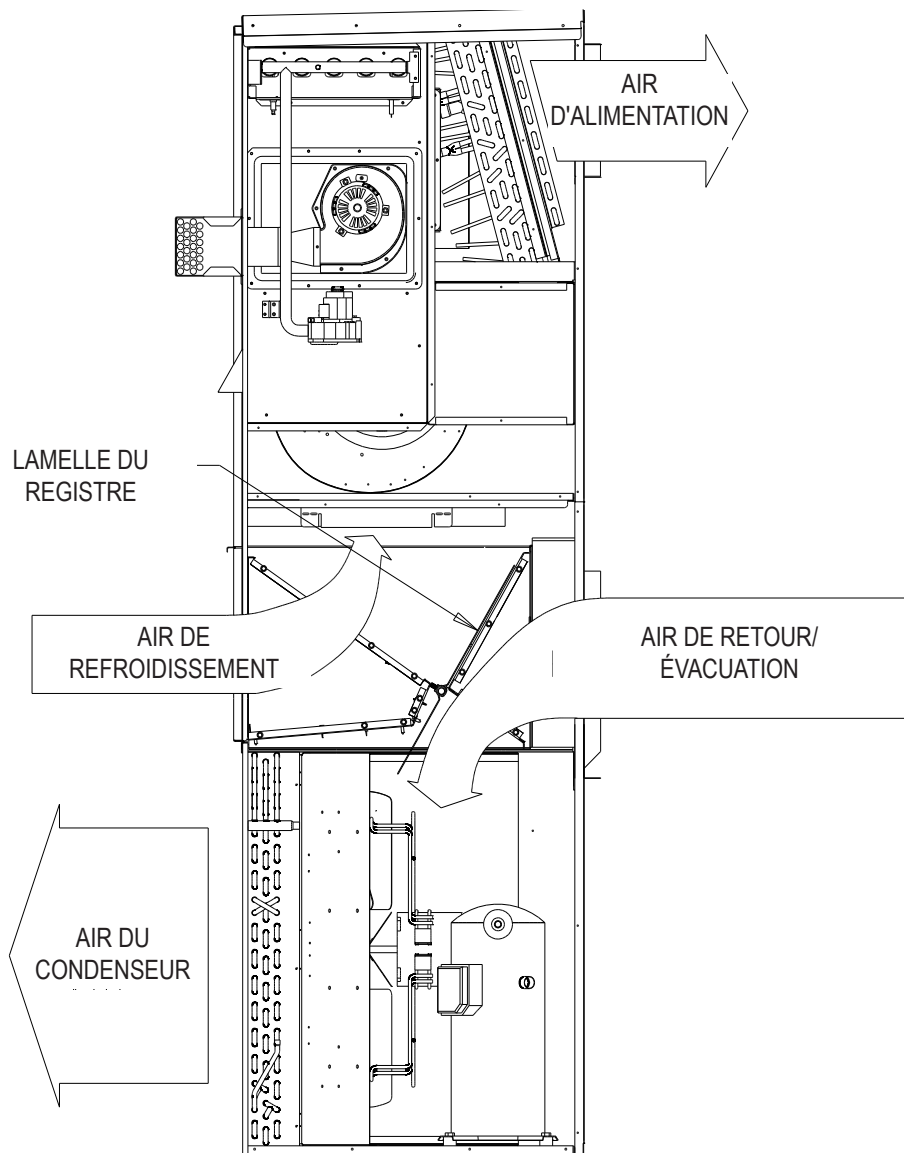 AIR
D'ALIMENTATION
LAMELLE DU
REGISTRE
AIR DE
REFROIDISSEMENT
AIR DE RETOUR/
ÉVACUATION
AIR DU
CONDENSEUR